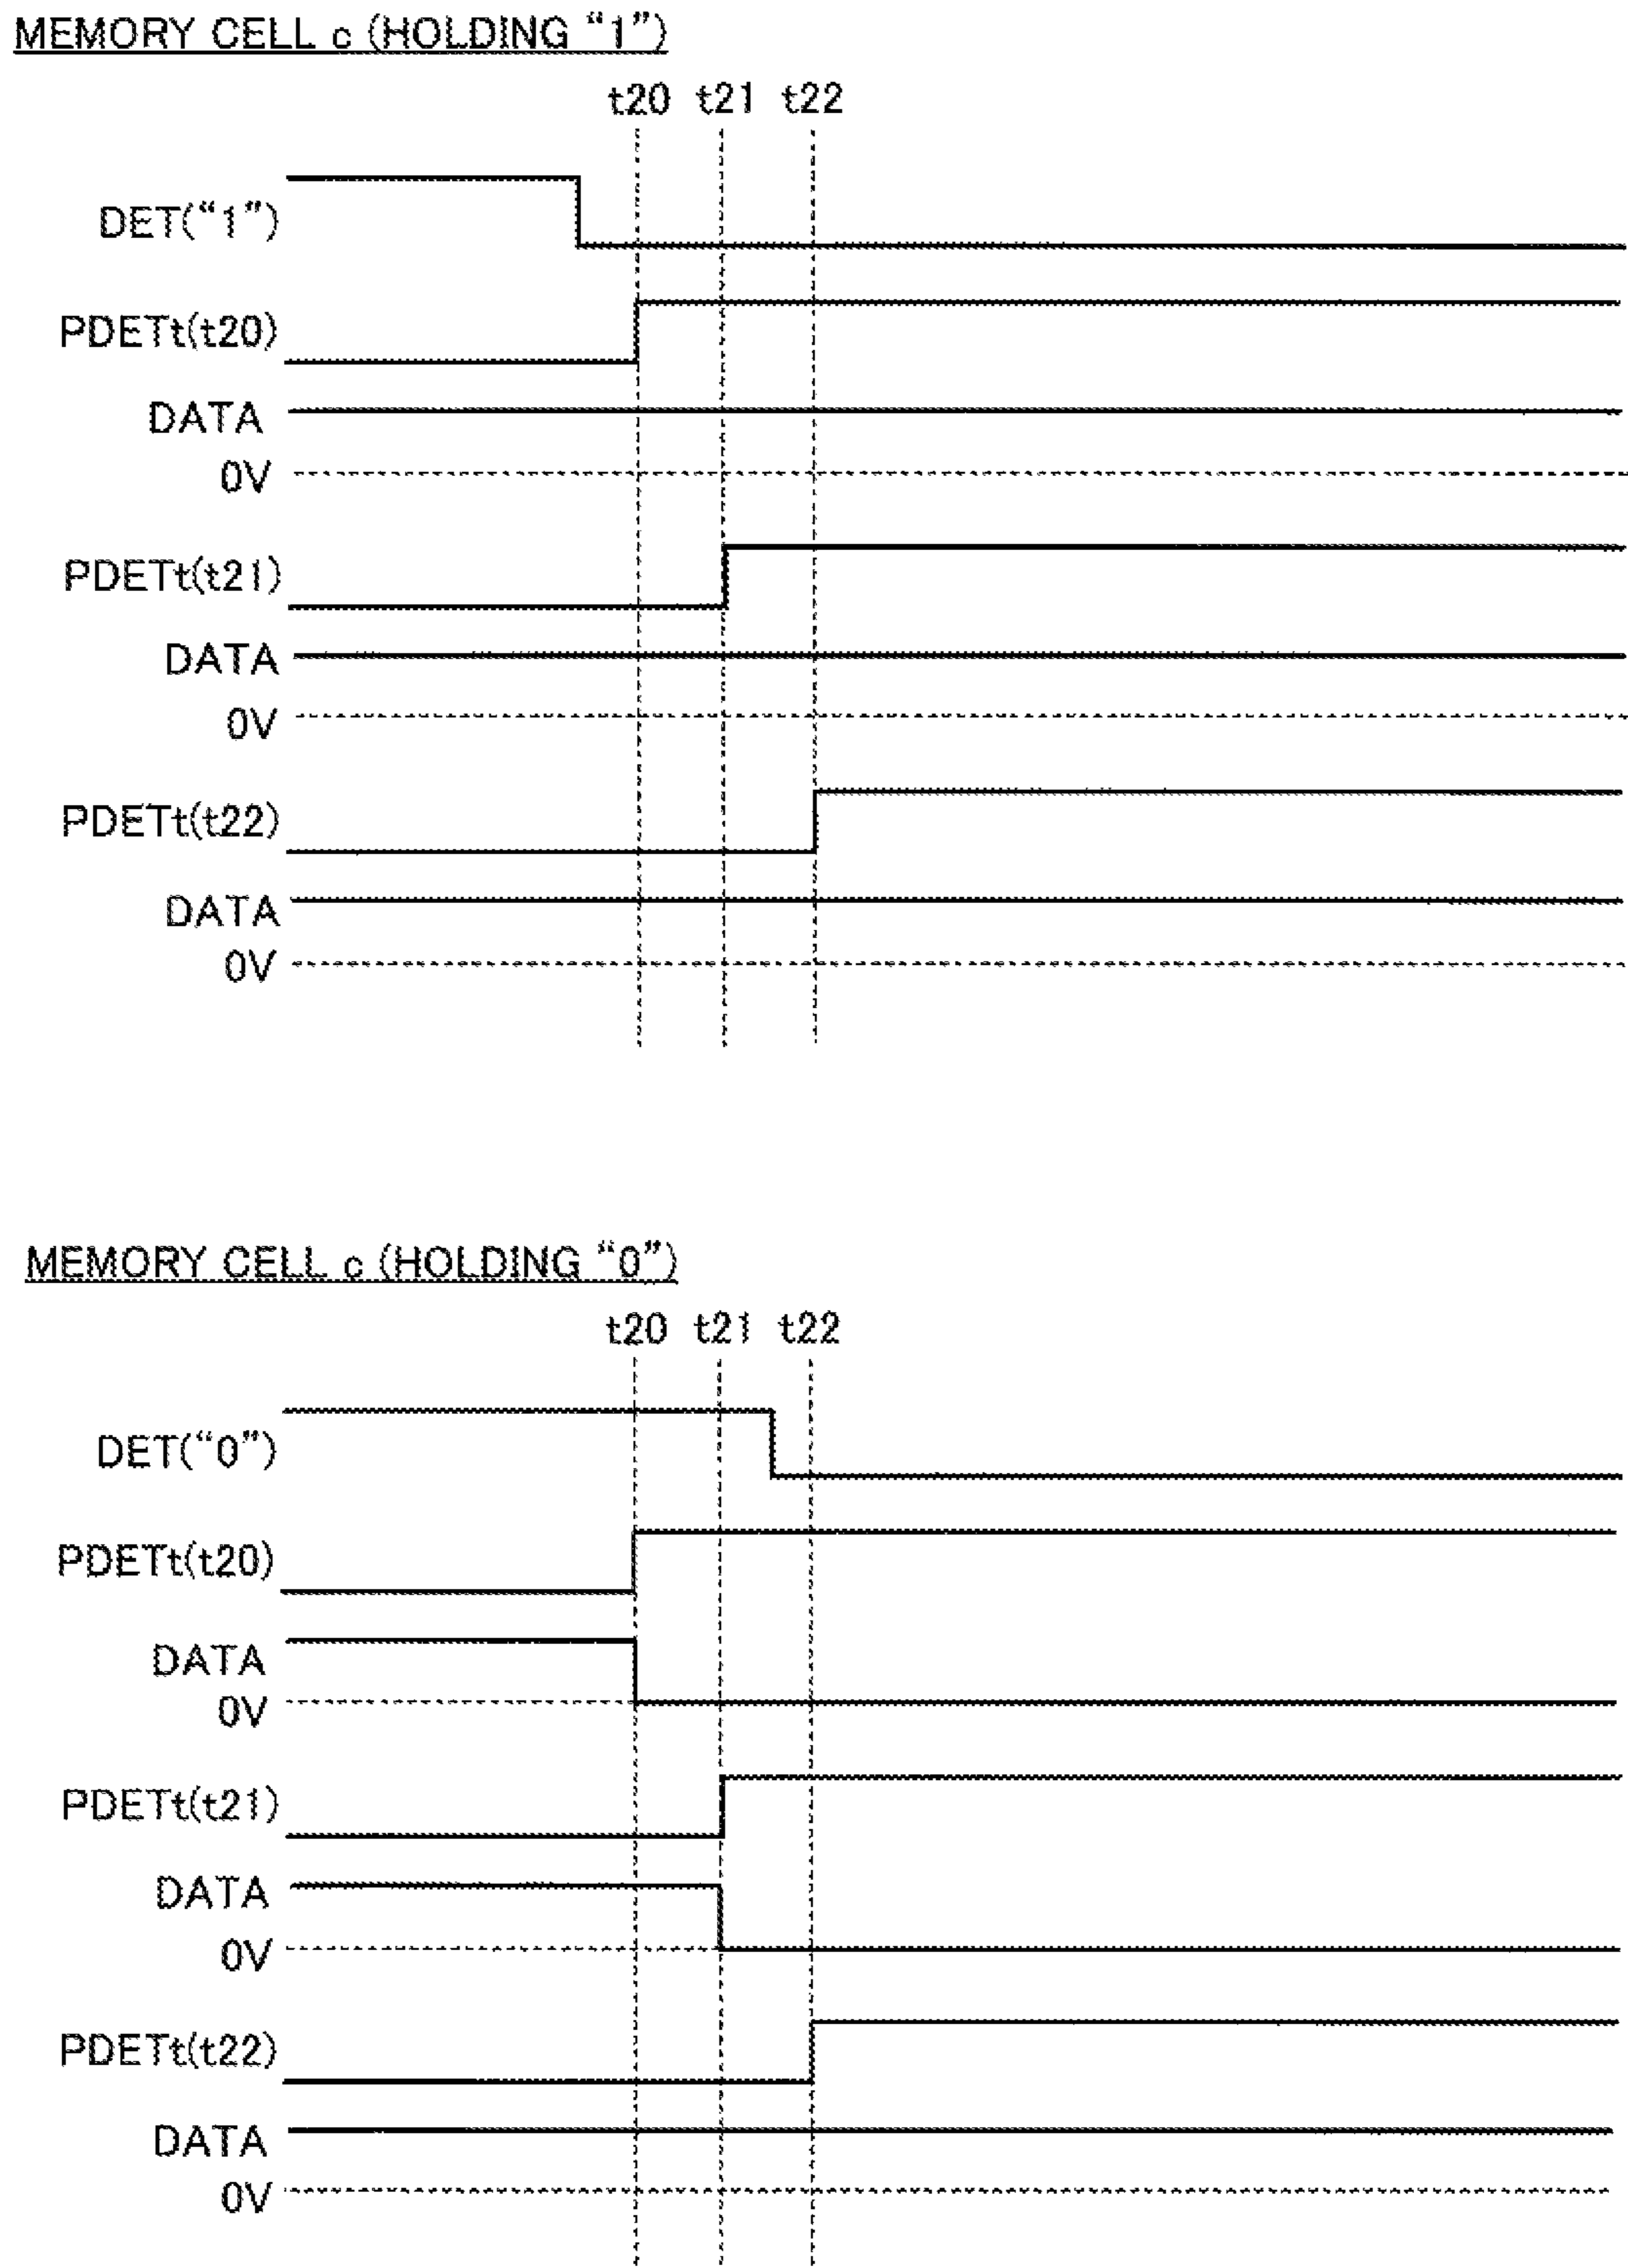 MEMORY CELL c (HOLDING “1”)
t20 t21 t22
DET(“1”)
PDETt(t20)
DATA
0V
PDETt(t21)
DATA
0V
PDETt(t22)
DATA
0V
MEMORY CELL c (HOLDING “0”)
t20 t21 t22
DET(“0”)
PDETt(t20)
DATA
0V
PDETt(t21)
DATA
0V
PDETt(t22)
DATA
0V